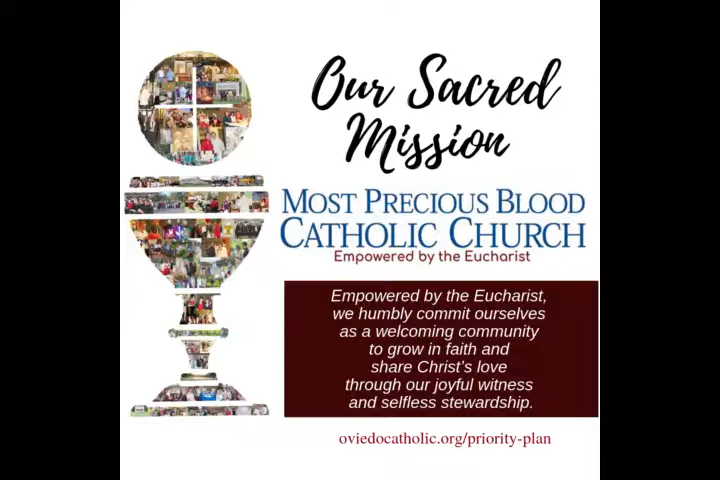 Our Sacred
Mission
MOST PRECIOUS BLOOD
CATHOLIC CHURCH
Empowered by the Eucharist
Empowered by the Eucharist,
we humbly commit ourselves
as a welcoming community
to grow in faith and
share Christ's love
through our joyful witness
and selfless stewardship.
oviedocatholic.org/priority-plan